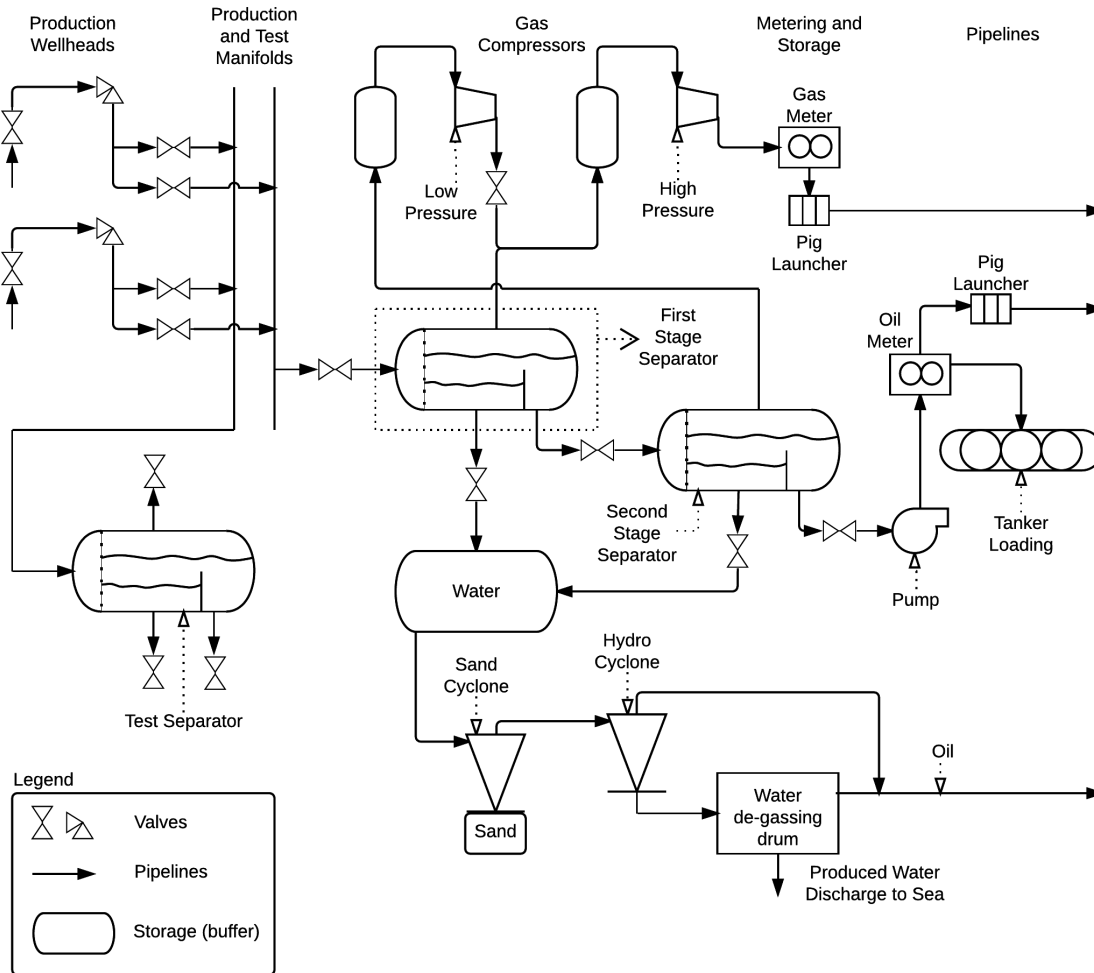 Production
Wellheads
Production
and Test
Manifolds
Gas
Compressors
Metering and
Storage
Pipelines
Gas
Meter
Low
Pressure
High
Pressure
Pig
Launcher
Pig
Launcher
First
Stage
Separator
Oil
Meter
Second
Stage
Separator
Tanker
Loading
Water
Pump
Hydro
Cyclone
Sand
Cyclone
Test Separator
Oil
Legend
Valves
Pipelines
Storage (buffer)
Sand
Water
de-gassing
drum
Produced Water
Discharge to Sea